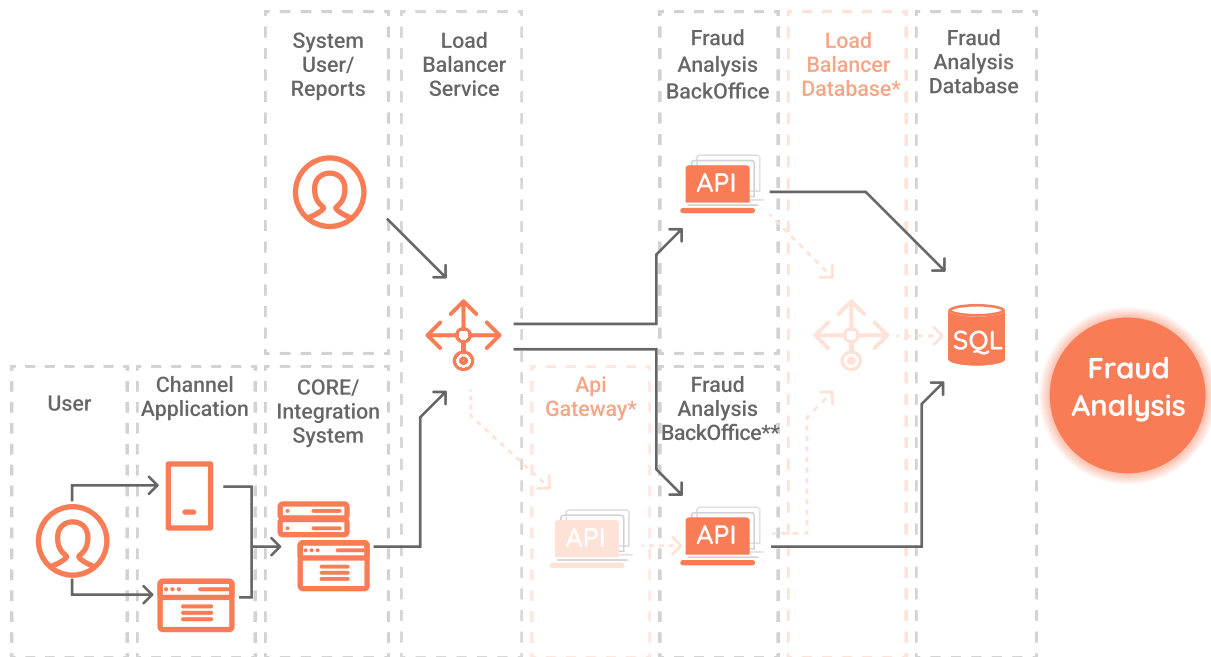 System
User/
Reports
Load
Balancer
Service
Fraud
Analysis
BackOffice
Load
Balancer
Database*
Fraud
Analysis
Database
API
SQL
Fraud
Analysis
User
Channel
Application
CORE/
Integration
System
Api
Gateway*
Fraud
Analysis
BackOffice**
API
API